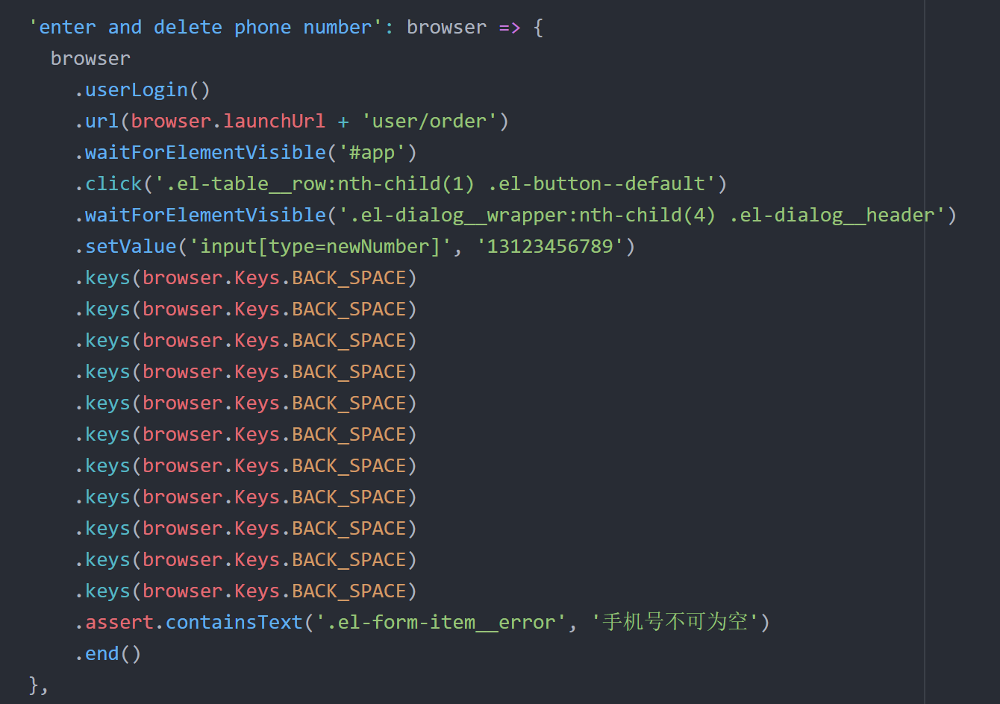 'enter and delete phone number': browser => {
browser
.userLogin()
.url(browser.launchUrl + 'user/order')
.waitForElementVisible('#app')
.click('.el-table__row:nth-child(1) .el-button--default')
.waitForElementVisible('.el-dialog__wrapper:nth-child(4) .el-dialog__header')
.setValue('input[type=newNumber]', '13123456789')
.keys(browser.Keys.BACK_SPACE)
.keys(browser.Keys.BACK_SPACE)
.keys(browser.Keys.BACK_SPACE)
.keys(browser.Keys.BACK_SPACE)
.keys(browser.Keys.BACK_SPACE)
.keys(browser.Keys.BACK_SPACE)
.keys(browser.Keys.BACK_SPACE)
.keys(browser.Keys.BACK_SPACE)
.keys(browser.Keys.BACK_SPACE)
.keys(browser.Keys.BACK_SPACE)
.keys(browser.Keys.BACK_SPACE)
.assert.containsText('.el-form-item__error', '手机号不可为空')
.end()
},